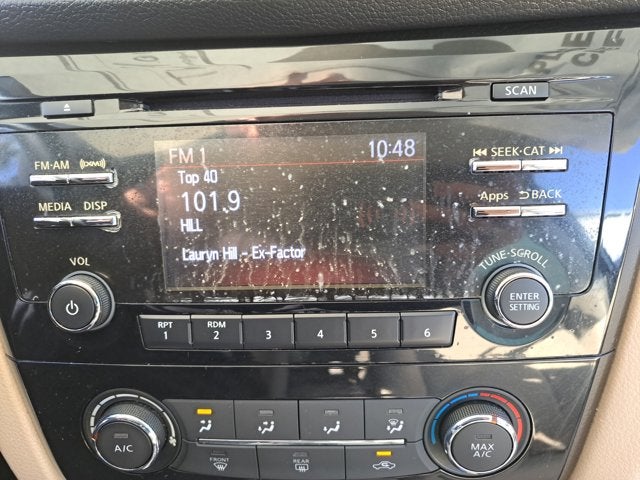 SCAN
FM·AM ((SXM))
MEDIA DISP
FM 1 10:48
Top 40
101.9
HILL
Lauryn Hill - Ex-Factor
SEEK·CAT
Apps BACK
VOL
TUNE·SCROLL
ENTER
SETTING
RPT
1
RDM
2
3
4
5
6
A/C
FRONT
REAR
MAX
A/C